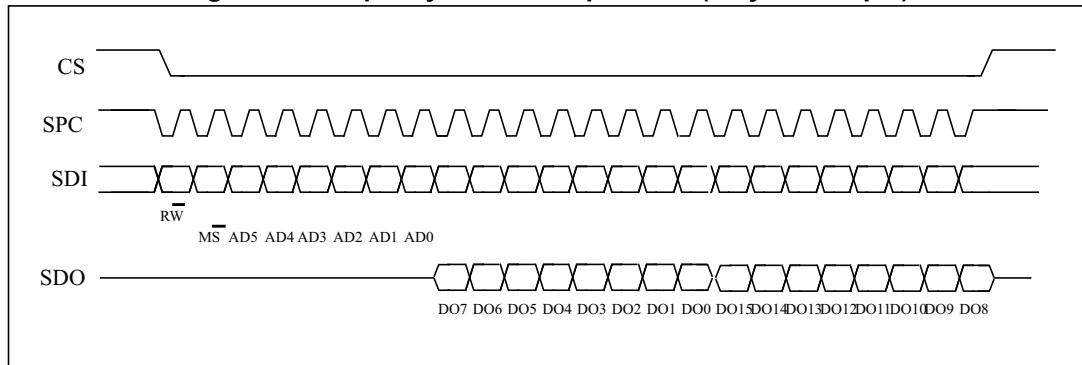 CS
SPC
SDI
RW
MS AD5 AD4 AD3 AD2 AD1 AD0
SDO
DO7 DO6 DO5 DO4 DO3 DO2 DO1 DO0 DO15 DO14 DO13 DO12 DO11 DO10 DO9 DO8